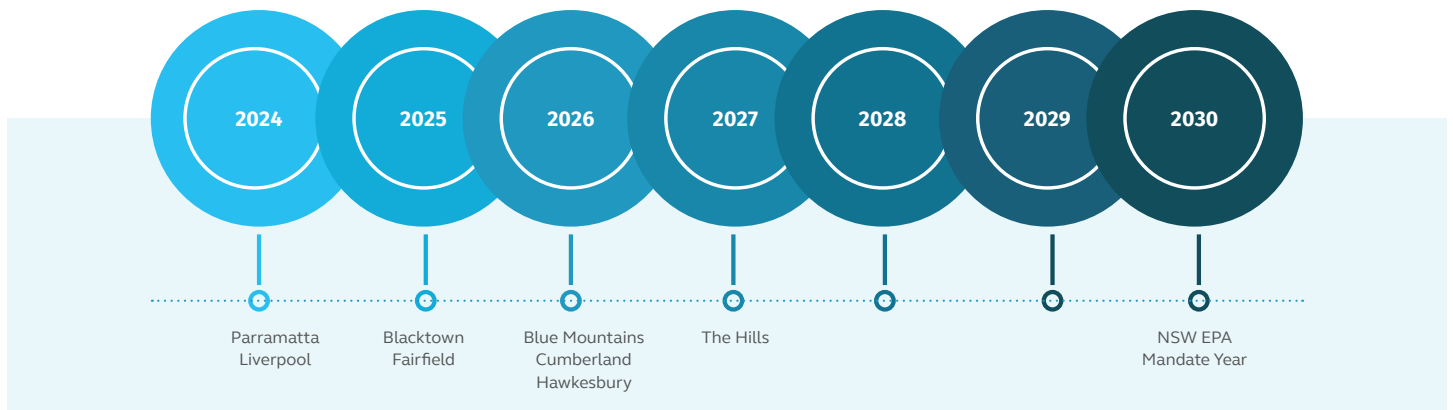 2024
2025
2026
2027
2028
2029
2030
Parramatta
Liverpool
Blacktown
Fairfield
Blue Mountains
Cumberland
Hawkesbury
The Hills
NSW EPA
Mandate Year